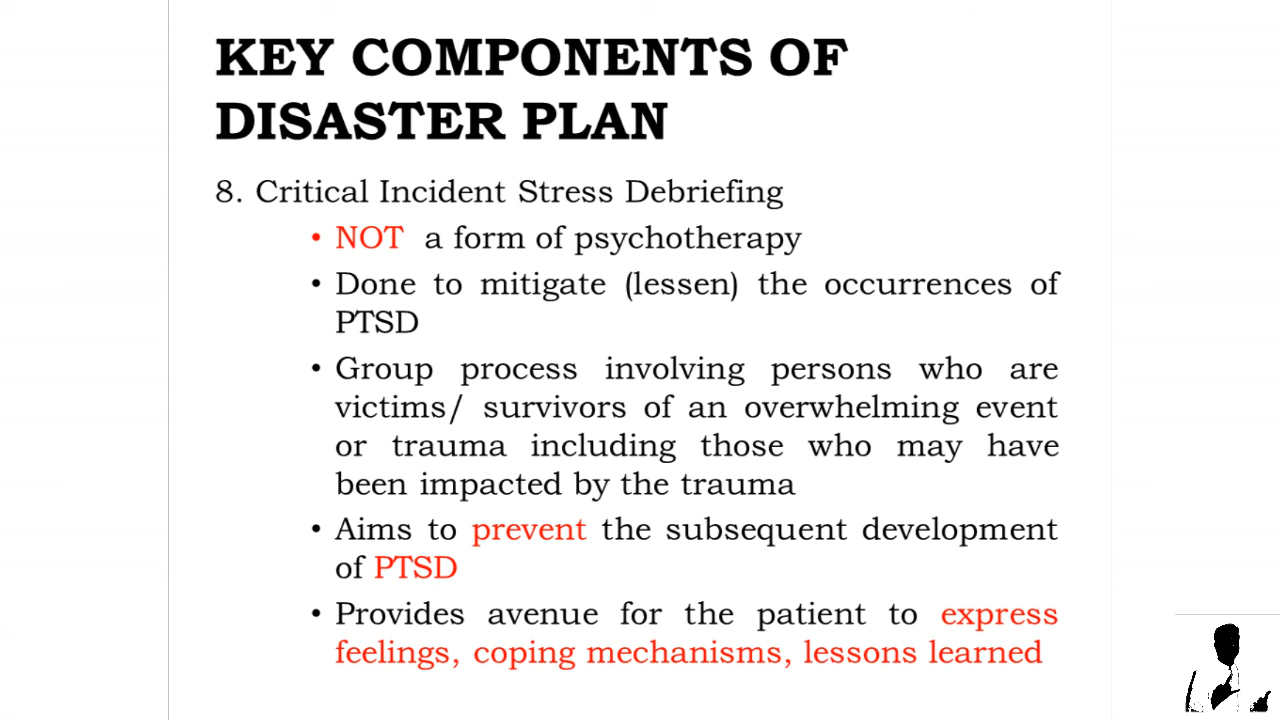 KEY COMPONENTS OF
DISASTER PLAN
8. Critical Incident Stress Debriefing
• NOT a form of psychotherapy
• Done to mitigate (lessen) the occurrences of
PTSD
• Group process involving persons who are
victims/ survivors of an overwhelming event
or trauma including those who may have
been impacted by the trauma
• Aims to prevent the subsequent development
of PTSD
• Provides avenue for the patient to express
feelings, coping mechanisms, lessons learned